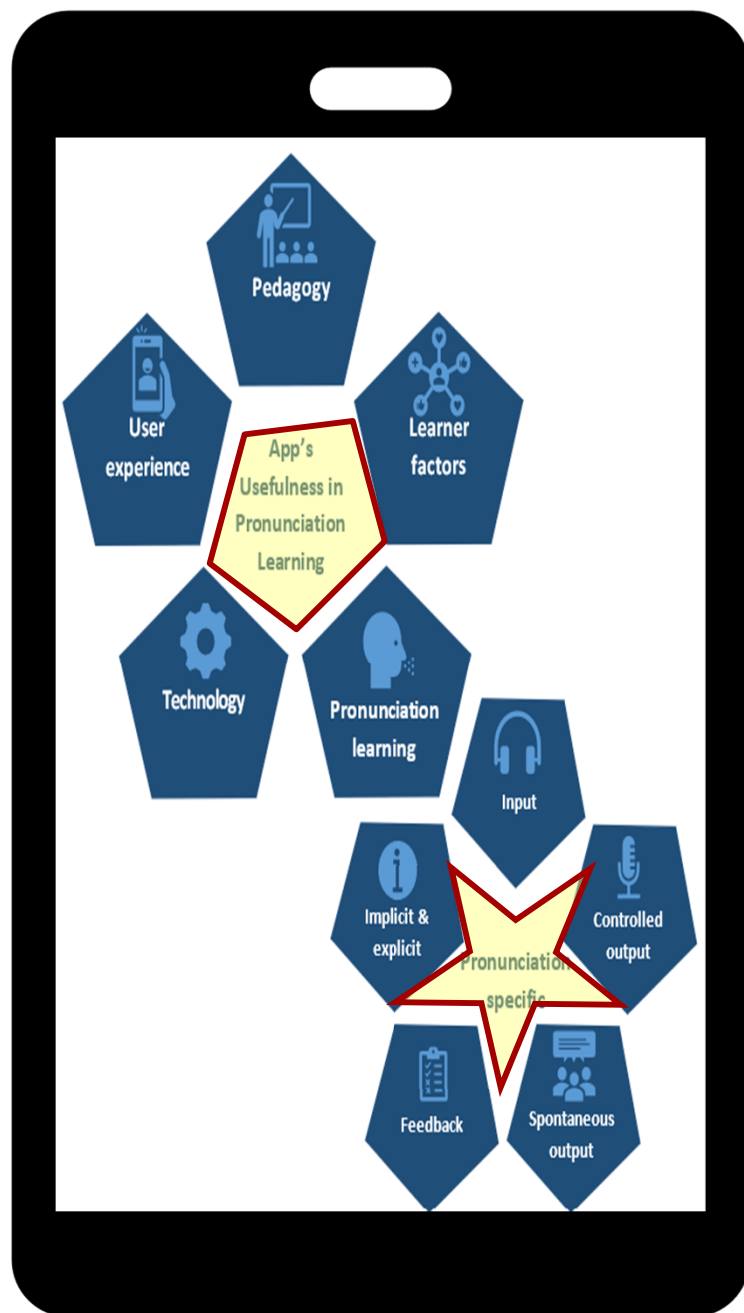 Pedagogy
User
experience
Learner
factors
App's
Usefulness in
Pronunciation
Learning
Technology
Pronunciation
learning
Input
Implicit &
explicit
Controlled
output
Pronunciation
specific
Feedback
Spontaneous
output